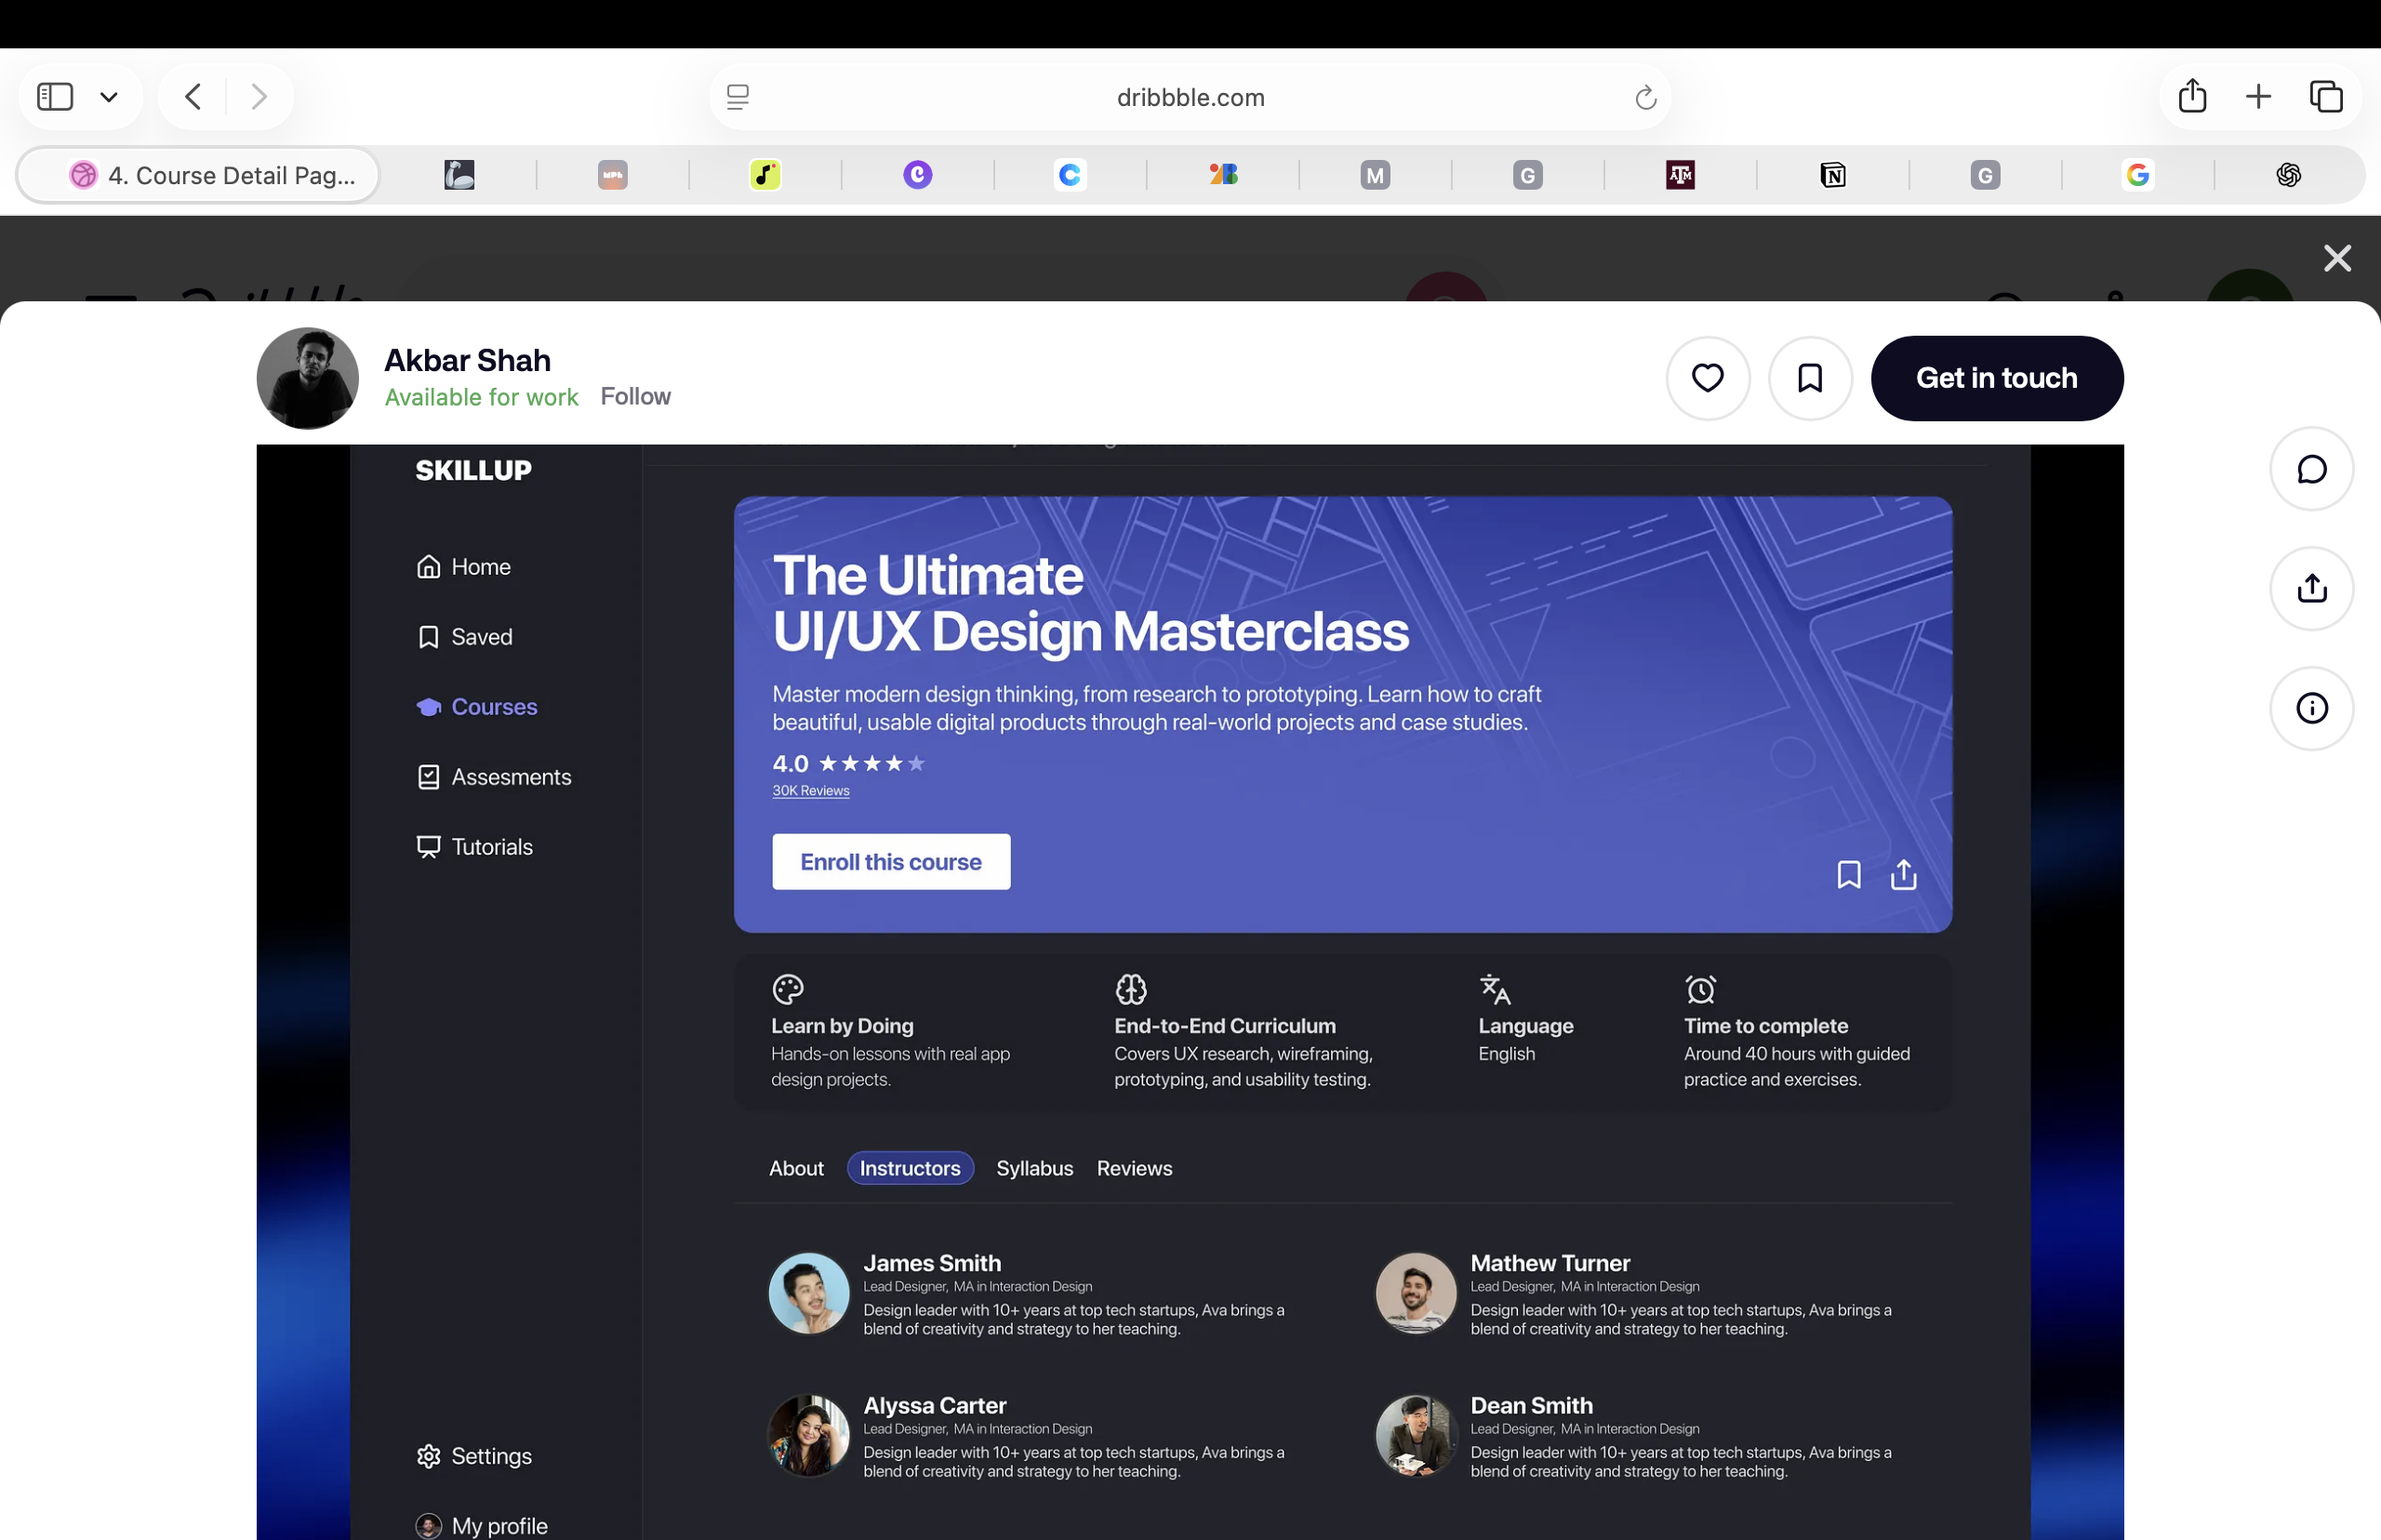 dribbble.com
4. Course Detail Pag...
M
G
ATM
N
G
G
Akbar Shah
Available for work Follow
Get in touch
SKILLUP
Home
Saved
Courses
Assesments
Tutorials
Settings
My profile
The Ultimate
UI/UX Design Masterclass
Master modern design thinking, from research to prototyping. Learn how to craft
beautiful, usable digital products through real-world projects and case studies.
4.0
30K Reviews
Enroll this course
Learn by Doing
Hands-on lessons with real app
design projects.
End-to-End Curriculum
Covers UX research, wireframing,
prototyping, and usability testing.
Language
English
Time to complete
Around 40 hours with guided
practice and exercises.
About Instructors Syllabus Reviews
James Smith
Lead Designer, MA in Interaction Design
Design leader with 10+ years at top tech startups, Ava brings a
blend of creativity and strategy to her teaching.
Mathew Turner
Lead Designer, MA in Interaction Design
Design leader with 10+ years at top tech startups, Ava brings a
blend of creativity and strategy to her teaching.
Alyssa Carter
Lead Designer, MA in Interaction Design
Design leader with 10+ years at top tech startups, Ava brings a
blend of creativity and strategy to her teaching.
Dean Smith
Lead Designer, MA in Interaction Design
Design leader with 10+ years at top tech startups, Ava brings a
blend of creativity and strategy to her teaching.